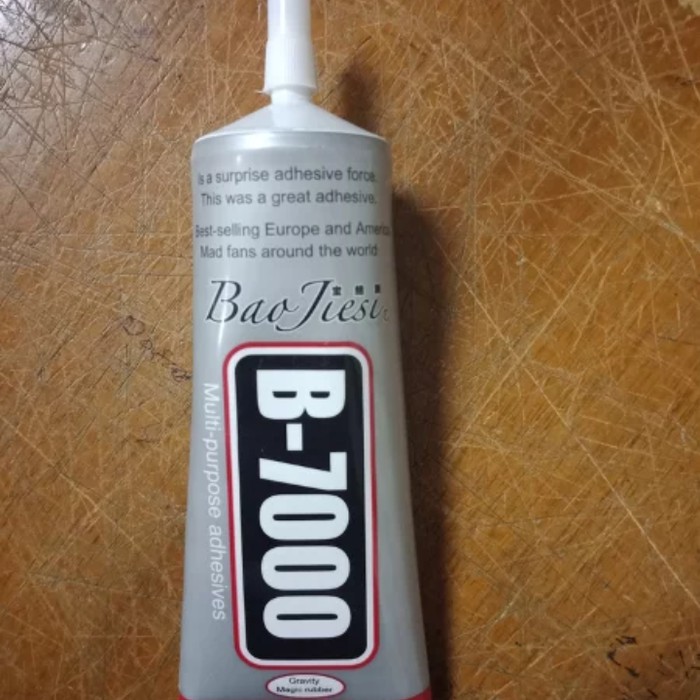 Is a surprise adhesive force.
This was a great adhesive.
Best-selling Europe and America
Mad fans around the world
BaoJiesi
B-7000
Multi-purpose adhesives
Gravity
Magic rubber